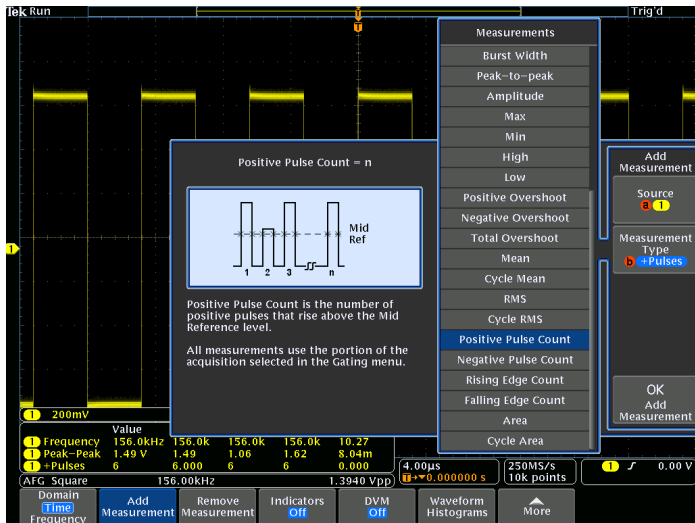 Tek Run
Trig'd
T
T
Measurements
Burst Width
Peak-to-peak
Amplitude
Max
Min
High
Low
Positive Overshoot
Negative Overshoot
Total Overshoot
Mean
Cycle Mean
RMS
Cycle RMS
Positive Pulse Count
Negative Pulse Count
Rising Edge Count
Falling Edge Count
Area
Cycle Area
Positive Pulse Count = n
Mid
Ref
1 2 3 n
Positive Pulse Count is the number of
positive pulses that rise above the Mid
Reference level.
All measurements use the portion of the
acquisition selected in the Gating menu.
Add
Measurement
Source
a 1
Measurement
Type
b +Pulses
OK
Add
Measurement
1
1 200mV
Value
1 Frequency 156.0kHz 156.0k 156.0k 156.0k 10.27
1 Peak-Peak 1.49 V 1.49 1.06 1.62 8.04m
1 +Pulses 6 6.000 6 6 0.000
4.00µs
T→▼0.000000 s
250MS/s
10k points
1 0.00 V
AFG Square 156.00kHz 1.3940 Vpp
Domain
Time
Frequency
Add
Measurement
Remove
Measurement
Indicators
Off
DVM
Off
Waveform
Histograms
More